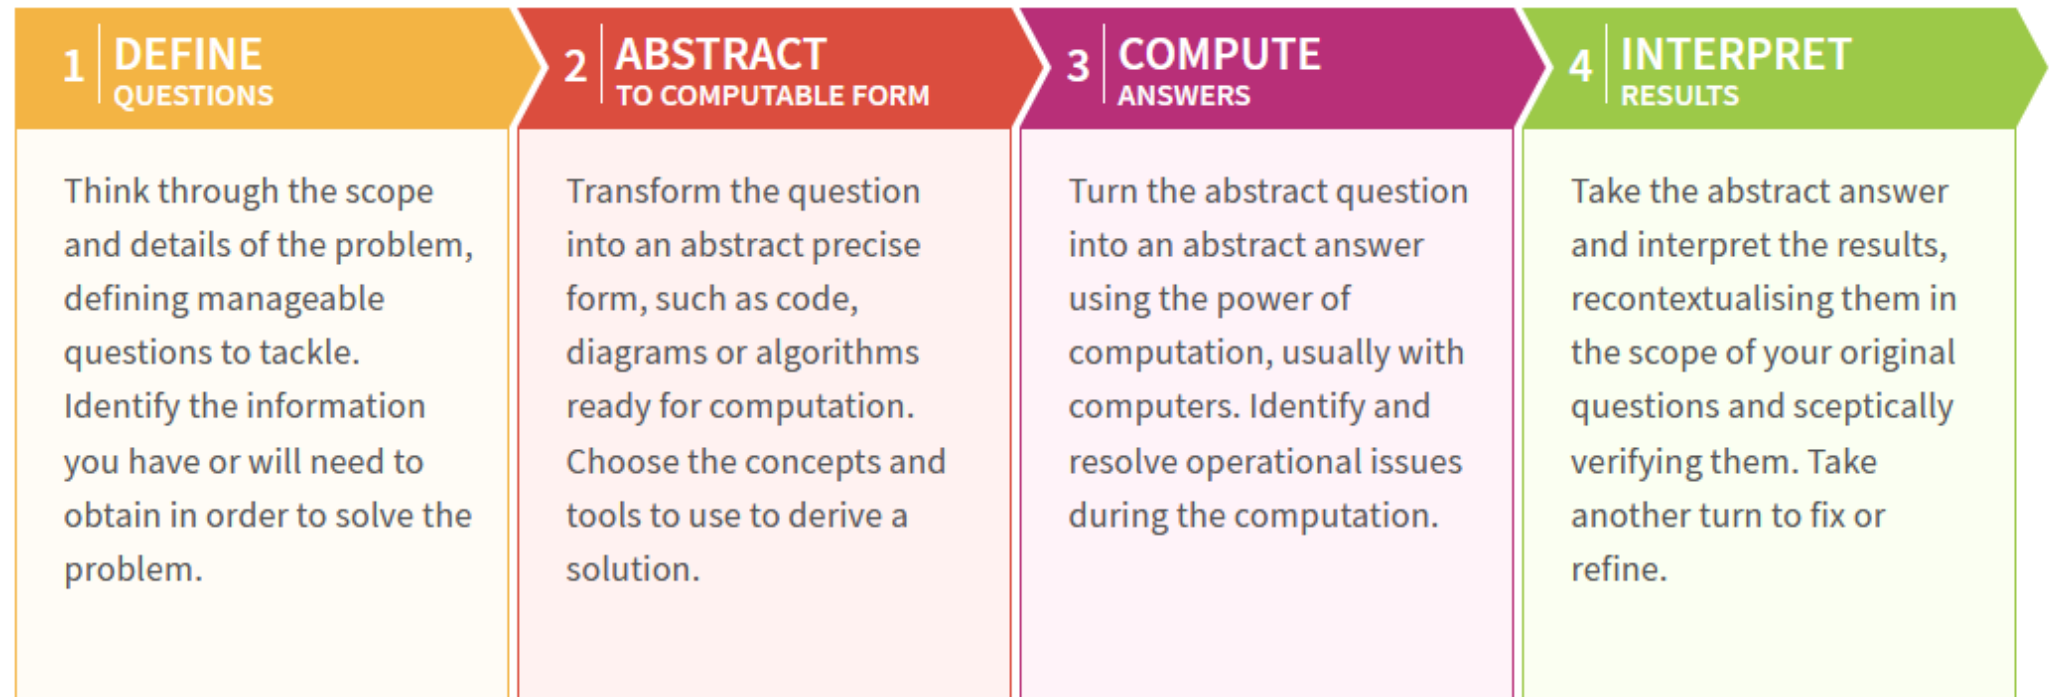 1
DEFINE
QUESTIONS
Think through the scope
and details of the problem,
defining manageable
questions to tackle.
Identify the information
you have or will need to
obtain in order to solve the
problem.
2
ABSTRACT
TO COMPUTABLE FORM
Transform the question
into an abstract precise
form, such as code,
diagrams or algorithms
ready for computation.
Choose the concepts and
tools to use to derive a
solution.
3
COMPUTE
ANSWERS
Turn the abstract question
into an abstract answer
using the power of
computation, usually with
computers. Identify and
resolve operational issues
during the computation.
4
INTERPRET
RESULTS
Take the abstract answer
and interpret the results,
recontextualising them in
the scope of your original
questions and sceptically
verifying them. Take
another turn to fix or
refine.